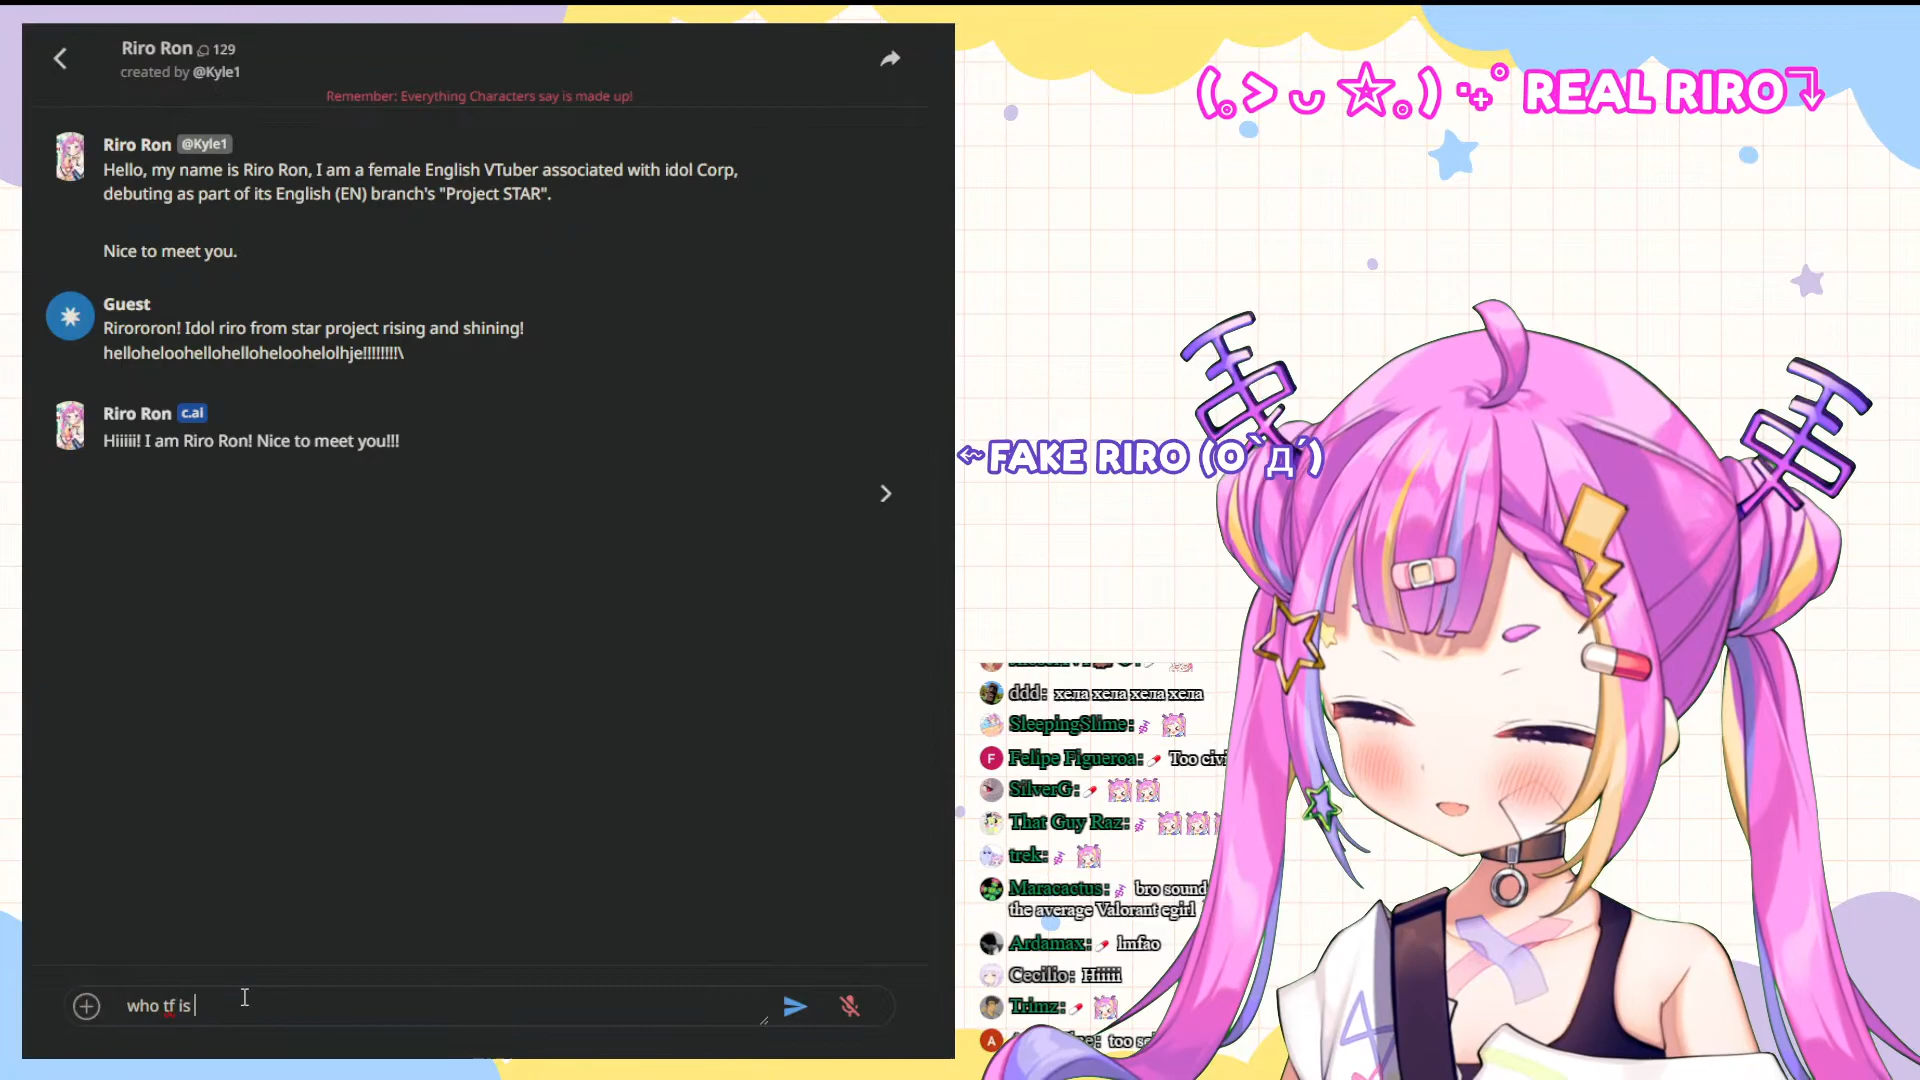 Riro Ron 129
created by @Kyle1
Remember: Everything Characters say is made up!
Riro Ron @Kyle1
Hello, my name is Riro Ron, I am a female English VTuber associated with idol Corp,
debuting as part of its English (EN) branch's "Project STAR".
Nice to meet you.
Guest
Rirororon! Idol riro from star project rising and shining!
helloheloohellohellohelooheloIhje!!!!!!!!\
Riro Ron c.ai
Hiiiii! I am Riro Ron! Nice to meet you!!!
who tf is
(｡> ᴗ ☆｡) ‧₊˚ REAL RIRO ⤵
←FAKE RIRO (O`д´)
ddd: хела хела хела хела
SleepingSlime:
F Felipe Figueroa: Too civi
SilverG:
That Guy Raz:
trek:
Maracactus: bro sound
the average Valorant egirl
Ardamax: lmfao
Cecilio: Hiiiii
Trimz:
A
too